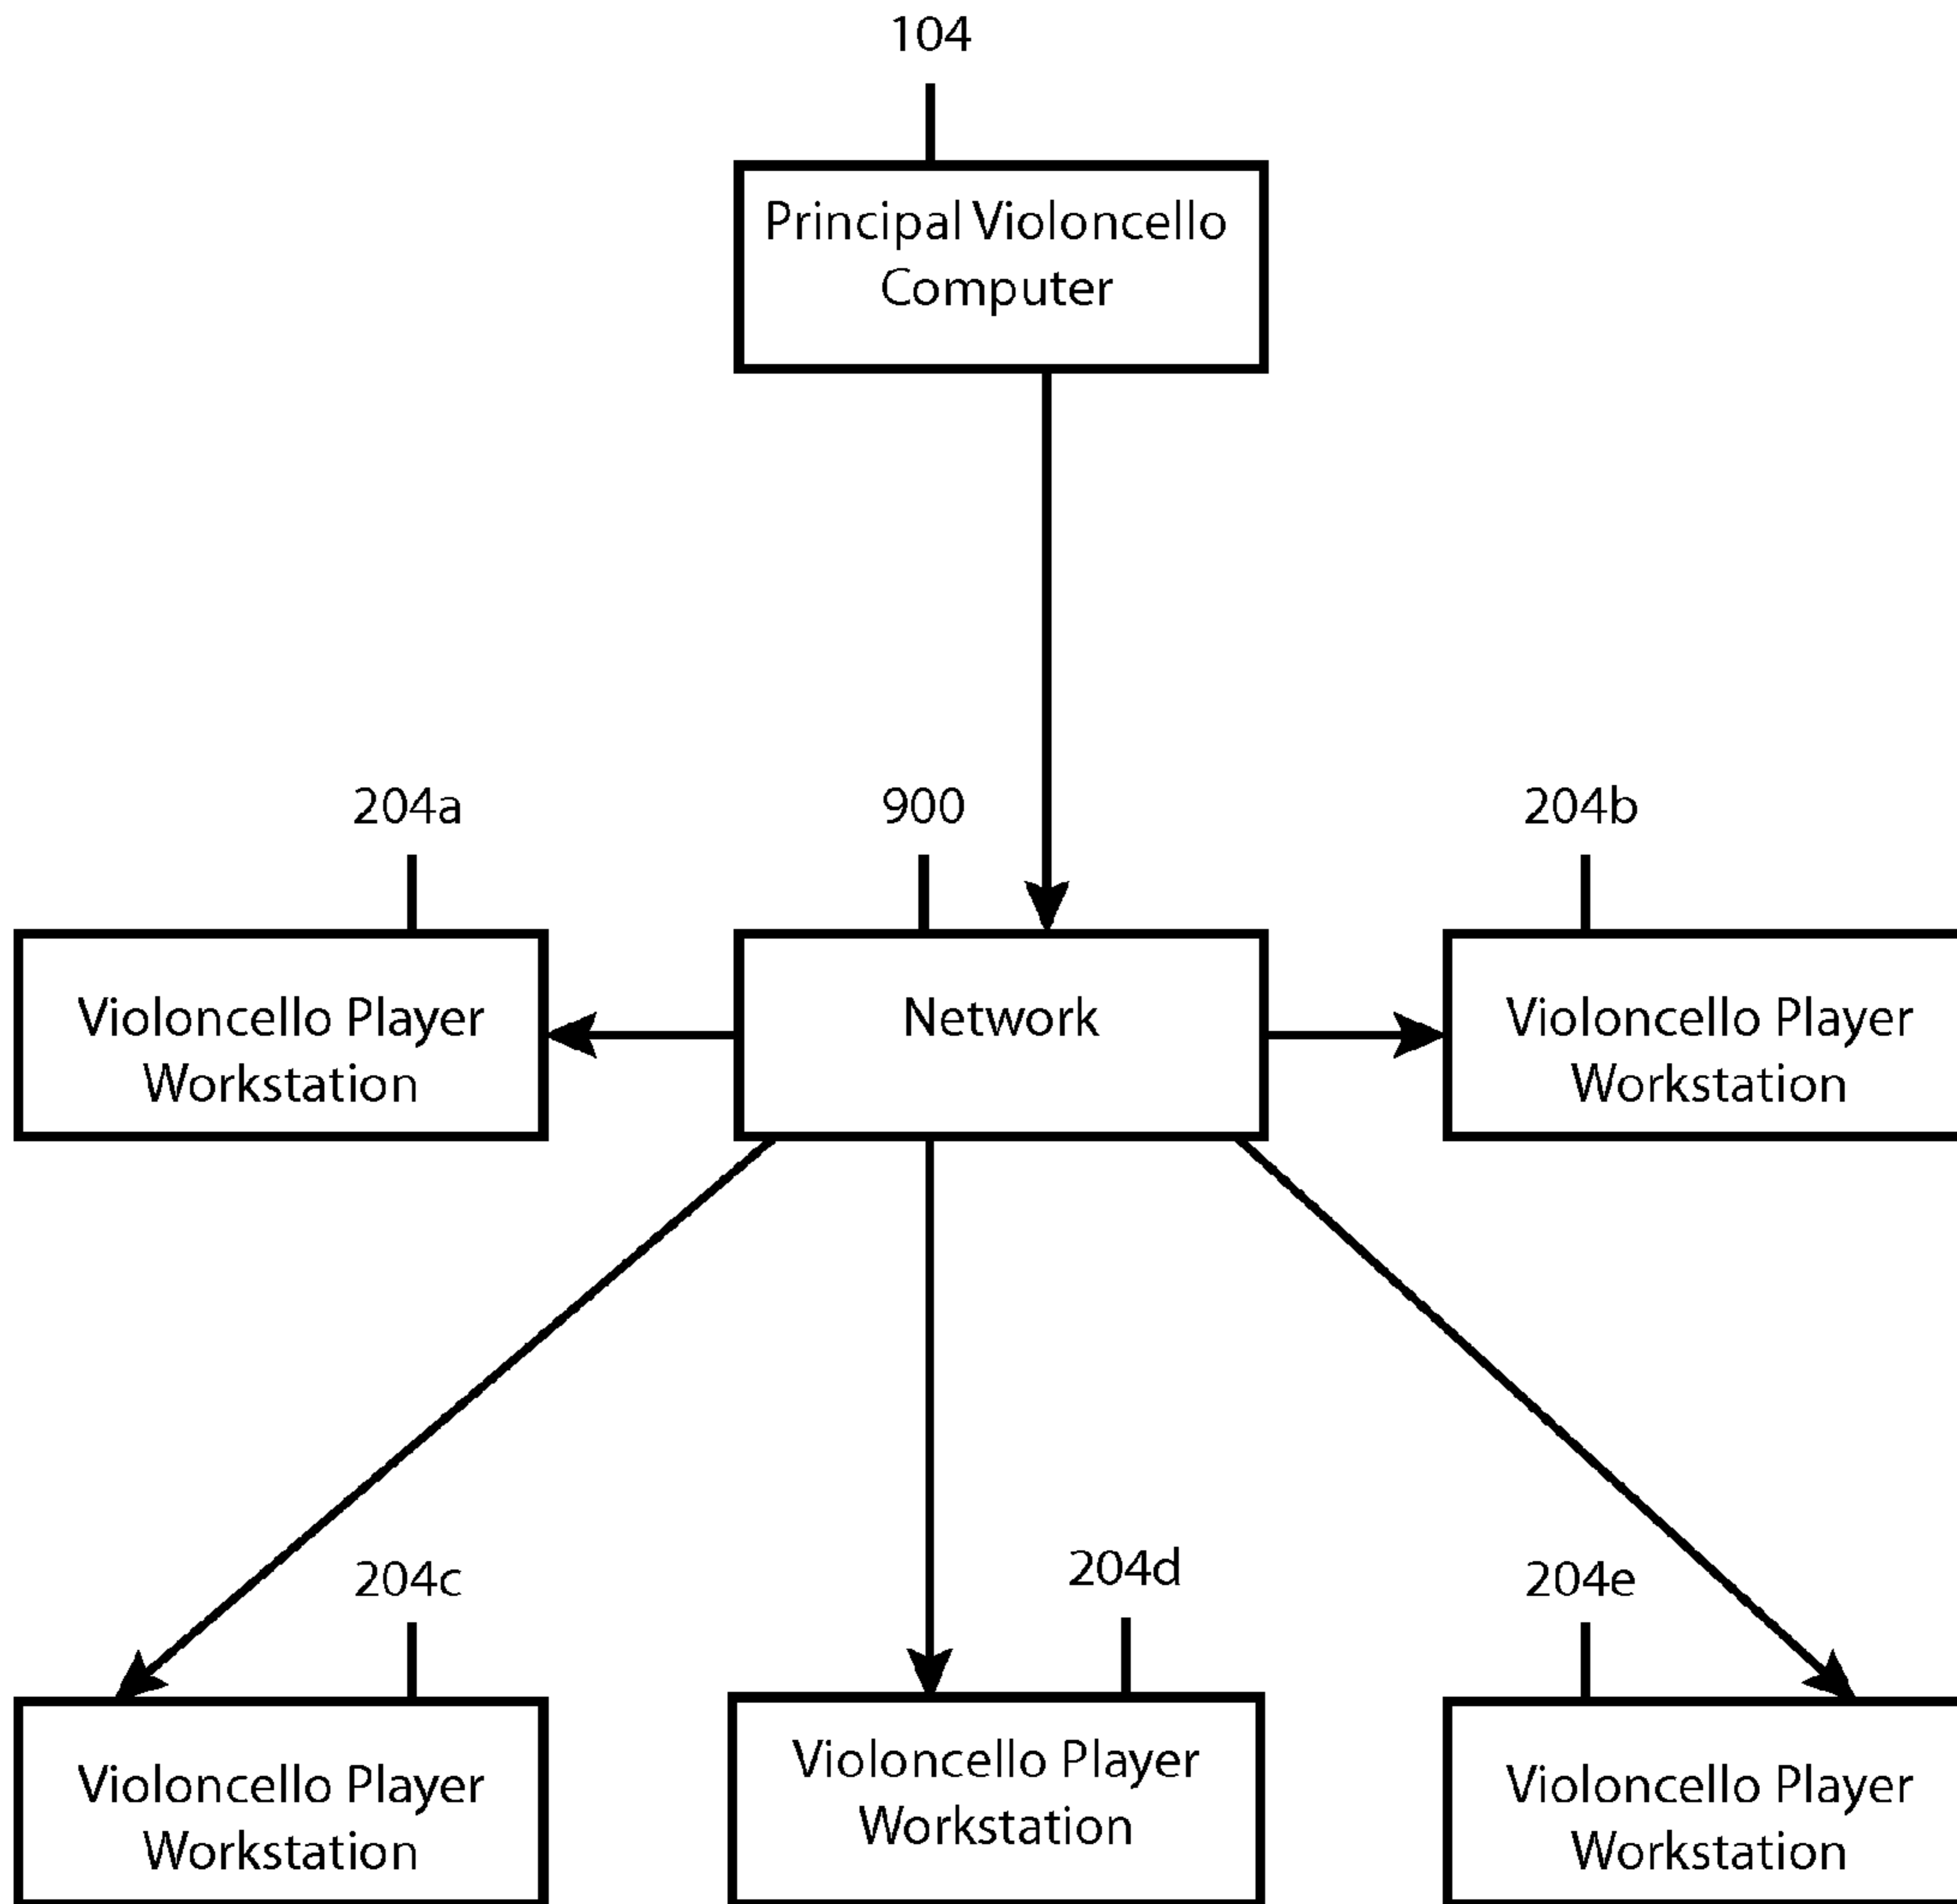 104
Principal Violoncello
Computer
204a
900
204b
Violoncello Player
Workstation
Network
Violoncello Player
Workstation
204c
204d
204e
Violoncello Player
Workstation
Violoncello Player
Workstation
Violoncello Player
Workstation